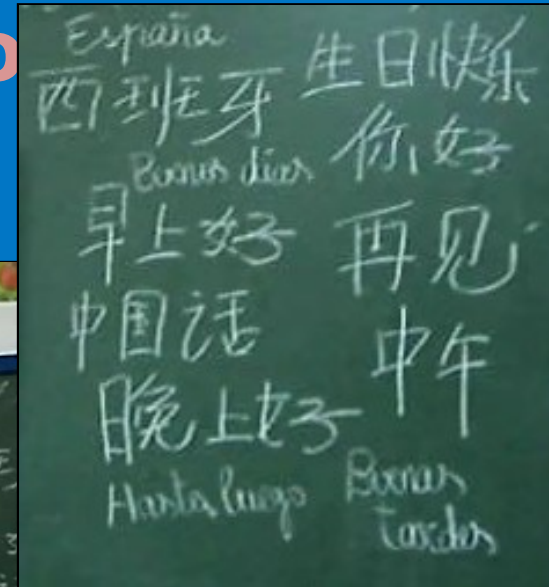 España
西班牙
生日快乐
Buenos días
你好
早上好
再见
中国话
中午
晚上好
Hasta luego
Buenas
tardes